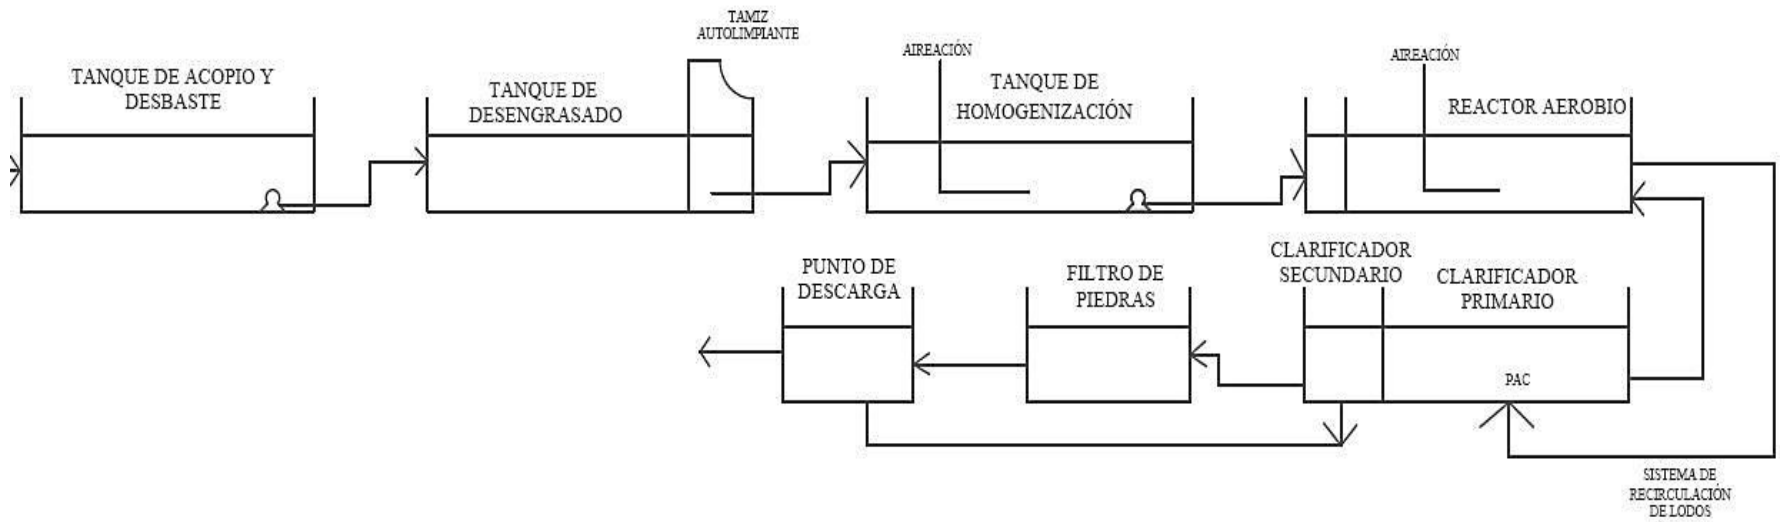 TAMIZ
AUTOLIMPIANTE
TANQUE DE ACOPIO Y
DESBASTE
TANQUE DE
DESENGRASADO
AIREACIÓN
TANQUE DE
HOMOGENIZACIÓN
AIREACIÓN
REACTOR AEROBIO
PUNTO DE
DESCARGA
FILTRO DE
PIEDRAS
CLARIFICADOR
SECUNDARIO
CLARIFICADOR
PRIMARIO
PAC
SISTEMA DE
RECIRCULACIÓN
DE LODOS